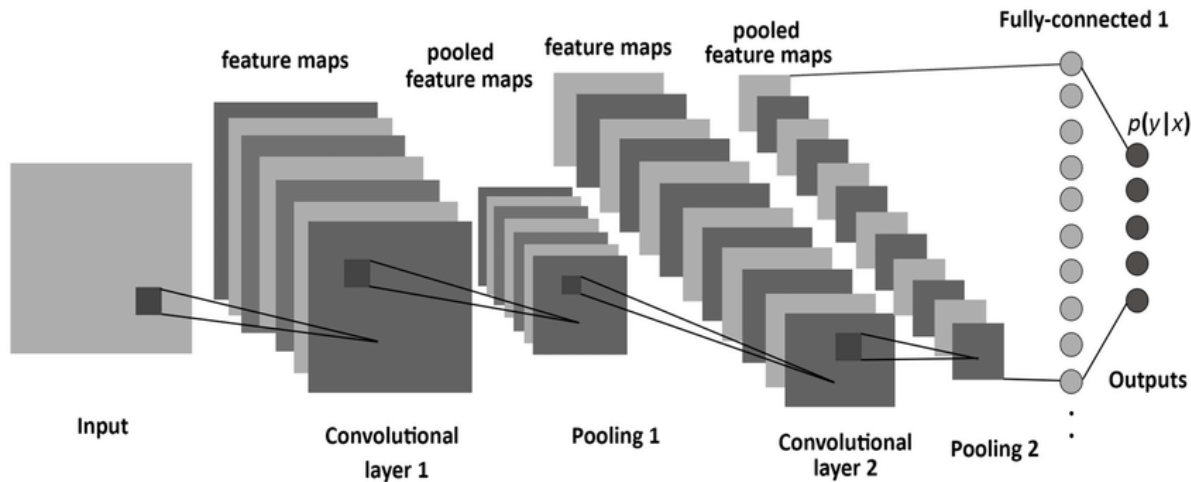 Fully-connected 1
feature maps
pooled
feature maps
feature maps
pooled
feature maps
p(y|x)
Input
Convolutional
layer 1
Pooling 1
Convolutional
layer 2
Pooling 2
Outputs